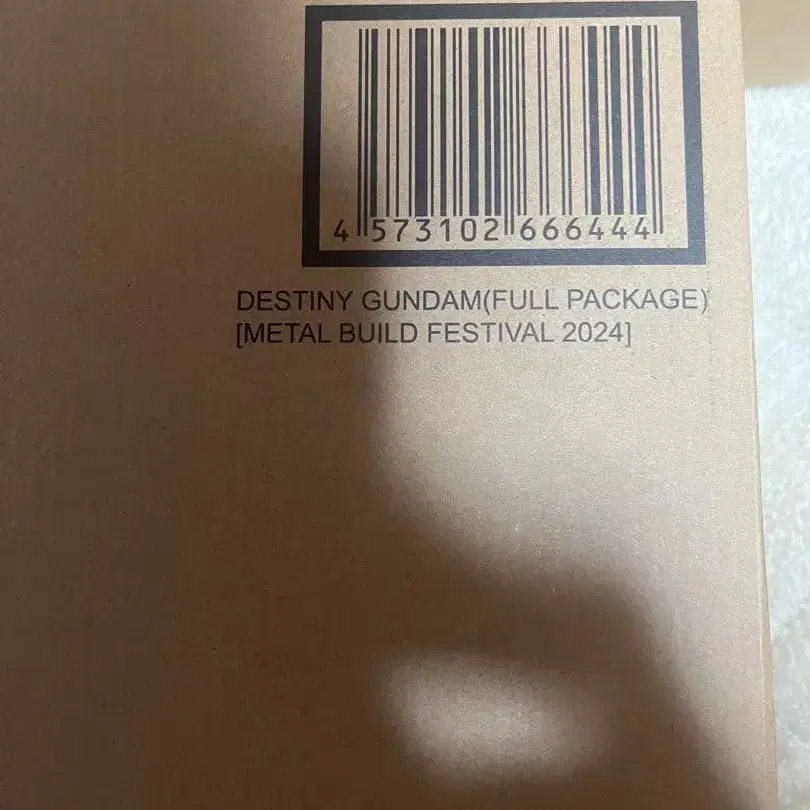 4 573102 666444
DESTINY GUNDAM(FULL PACKAGE)
[METAL BUILD FESTIVAL 2024]